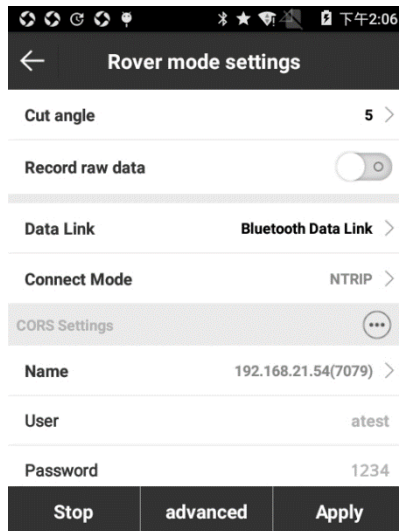 下午2:06
Rover mode settings
Cut angle 5
Record raw data
Data Link Bluetooth Data Link
Connect Mode NTRIP
CORS Settings
Name 192.168.21.54(7079)
User atest
Password 1234
Stop advanced Apply